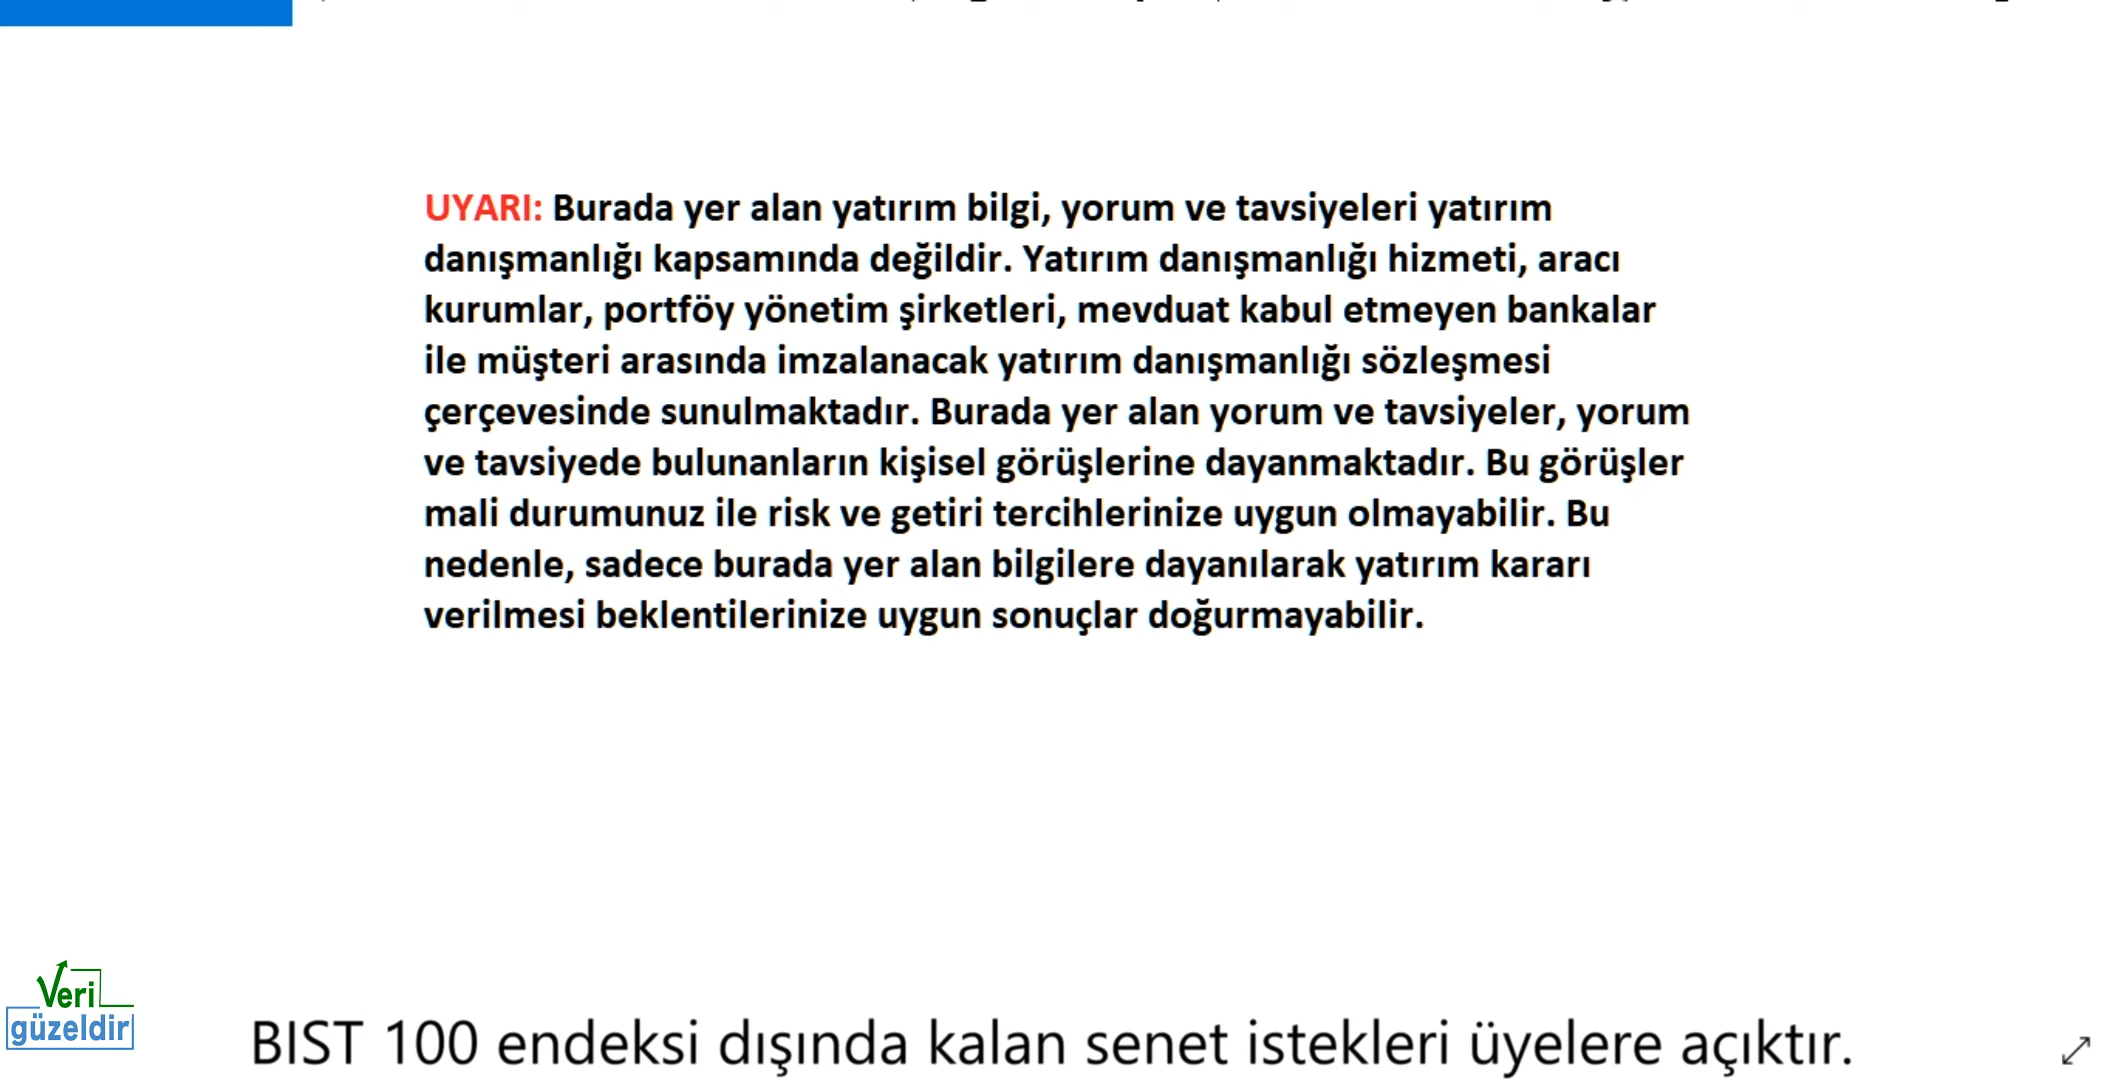 UYARI: Burada yer alan yatırım bilgi, yorum ve tavsiyeleri yatırım
danışmanlığı kapsamında değildir. Yatırım danışmanlığı hizmeti, aracı
kurumlar, portföy yönetim şirketleri, mevduat kabul etmeyen bankalar
ile müşteri arasında imzalanacak yatırım danışmanlığı sözleşmesi
çerçevesinde sunulmaktadır. Burada yer alan yorum ve tavsiyeler, yorum
ve tavsiyede bulunanların kişisel görüşlerine dayanmaktadır. Bu görüşler
mali durumunuz ile risk ve getiri tercihlerinize uygun olmayabilir. Bu
nedenle, sadece burada yer alan bilgilere dayanılarak yatırım kararı
verilmesi beklentilerinize uygun sonuçlar doğurmayabilir.
Veri
güzeldir
BIST 100 endeksi dışında kalan senet istekleri üyelere açıktır.